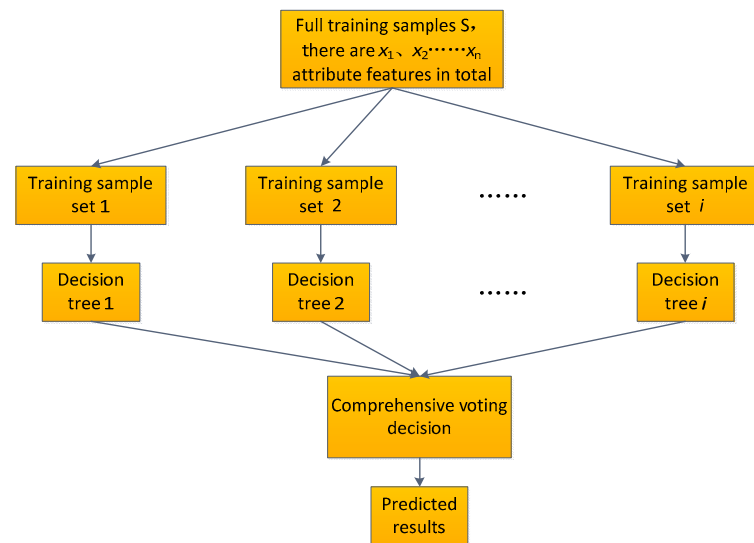 Full training samples S，
there are x₁、x₂……xₙ
attribute features in total
Training sample
set 1
Training sample
set 2
……
Training sample
set i
Decision
tree 1
Decision
tree 2
……
Decision
tree i
Comprehensive voting
decision
Predicted
results